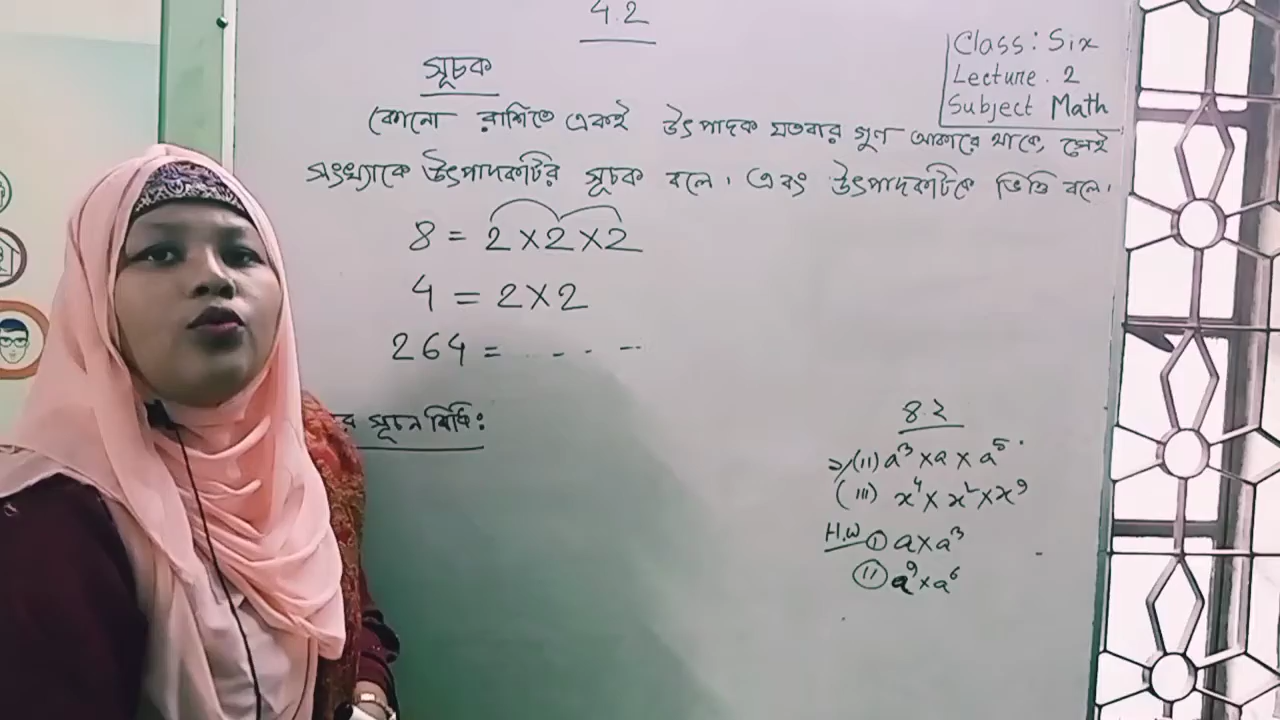 4.2
Class: Six
Lecture. 2
Subject Math
সূচক
কোনো রাশিতে একই উৎপাদক যতবার গুণ আকারে থাকে, সেই
সংখ্যাকে উৎপাদকটির সূচক বলে। এবং উৎপাদকটিকে ভিত্তি বলে।
8 = 2×2×2
4 = 2×2
264 = . . - - -
র সূচন বিধি:
৪.২
১/(ii) a³ × a × a⁵
(iii) x⁴ × x² × x⁹
H.W (i) a×a³
(ii) a⁹×a⁶